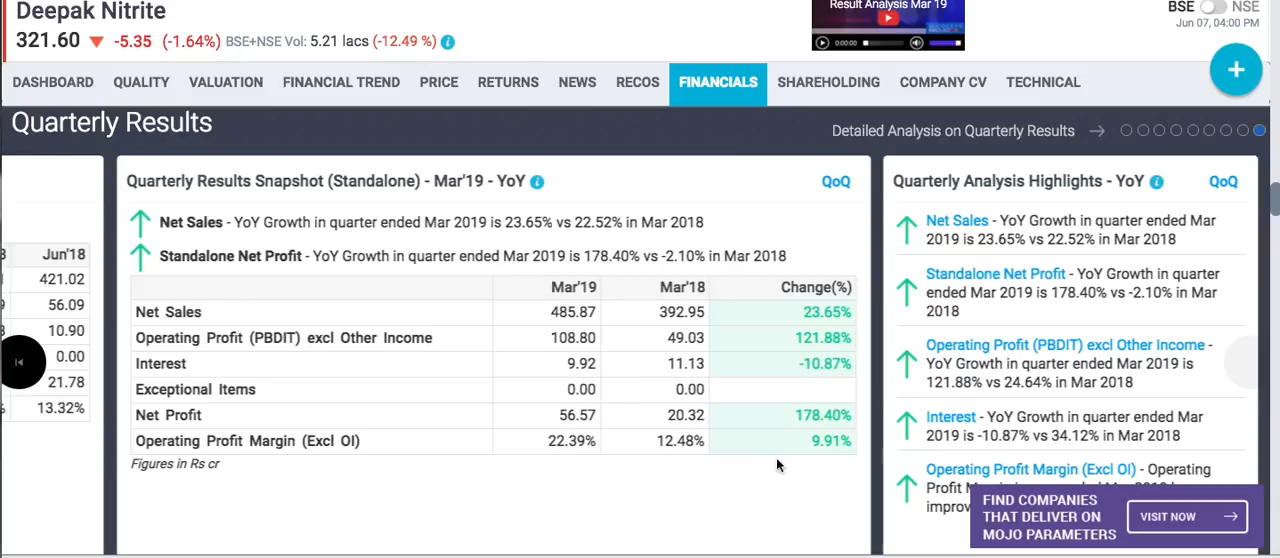 Deepak Nitrite
321.60 ▼ -5.35 (-1.64%) BSE+NSE Vol: 5.21 lacs (-12.49 %)
Result Analysis Mar 19
0:00:00
BSE NSE
Jun 07, 04:00 PM
+
DASHBOARD QUALITY VALUATION FINANCIAL TREND PRICE RETURNS NEWS RECOS FINANCIALS SHAREHOLDING COMPANY CV TECHNICAL
Quarterly Results
Detailed Analysis on Quarterly Results →
Jun'18
421.02
56.09
10.90
0.00
21.78
13.32%
Quarterly Results Snapshot (Standalone) - Mar'19 - YoY QoQ
Net Sales - YoY Growth in quarter ended Mar 2019 is 23.65% vs 22.52% in Mar 2018
Standalone Net Profit - YoY Growth in quarter ended Mar 2019 is 178.40% vs -2.10% in Mar 2018
Mar'19 Mar'18 Change(%)
Net Sales 485.87 392.95 23.65%
Operating Profit (PBDIT) excl Other Income 108.80 49.03 121.88%
Interest 9.92 11.13 -10.87%
Exceptional Items 0.00 0.00
Net Profit 56.57 20.32 178.40%
Operating Profit Margin (Excl OI) 22.39% 12.48% 9.91%
Figures in Rs cr
Quarterly Analysis Highlights - YoY QoQ
Net Sales - YoY Growth in quarter ended Mar
2019 is 23.65% vs 22.52% in Mar 2018
Standalone Net Profit - YoY Growth in quarter
ended Mar 2019 is 178.40% vs -2.10% in Mar
2018
Operating Profit (PBDIT) excl Other Income -
YoY Growth in quarter ended Mar 2019 is
121.88% vs 24.64% in Mar 2018
Interest - YoY Growth in quarter ended Mar
2019 is -10.87% vs 34.12% in Mar 2018
Operating Profit Margin (Excl OI) - Operating
Profit
FIND COMPANIES
THAT DELIVER ON
MOJO PARAMETERS
VISIT NOW →